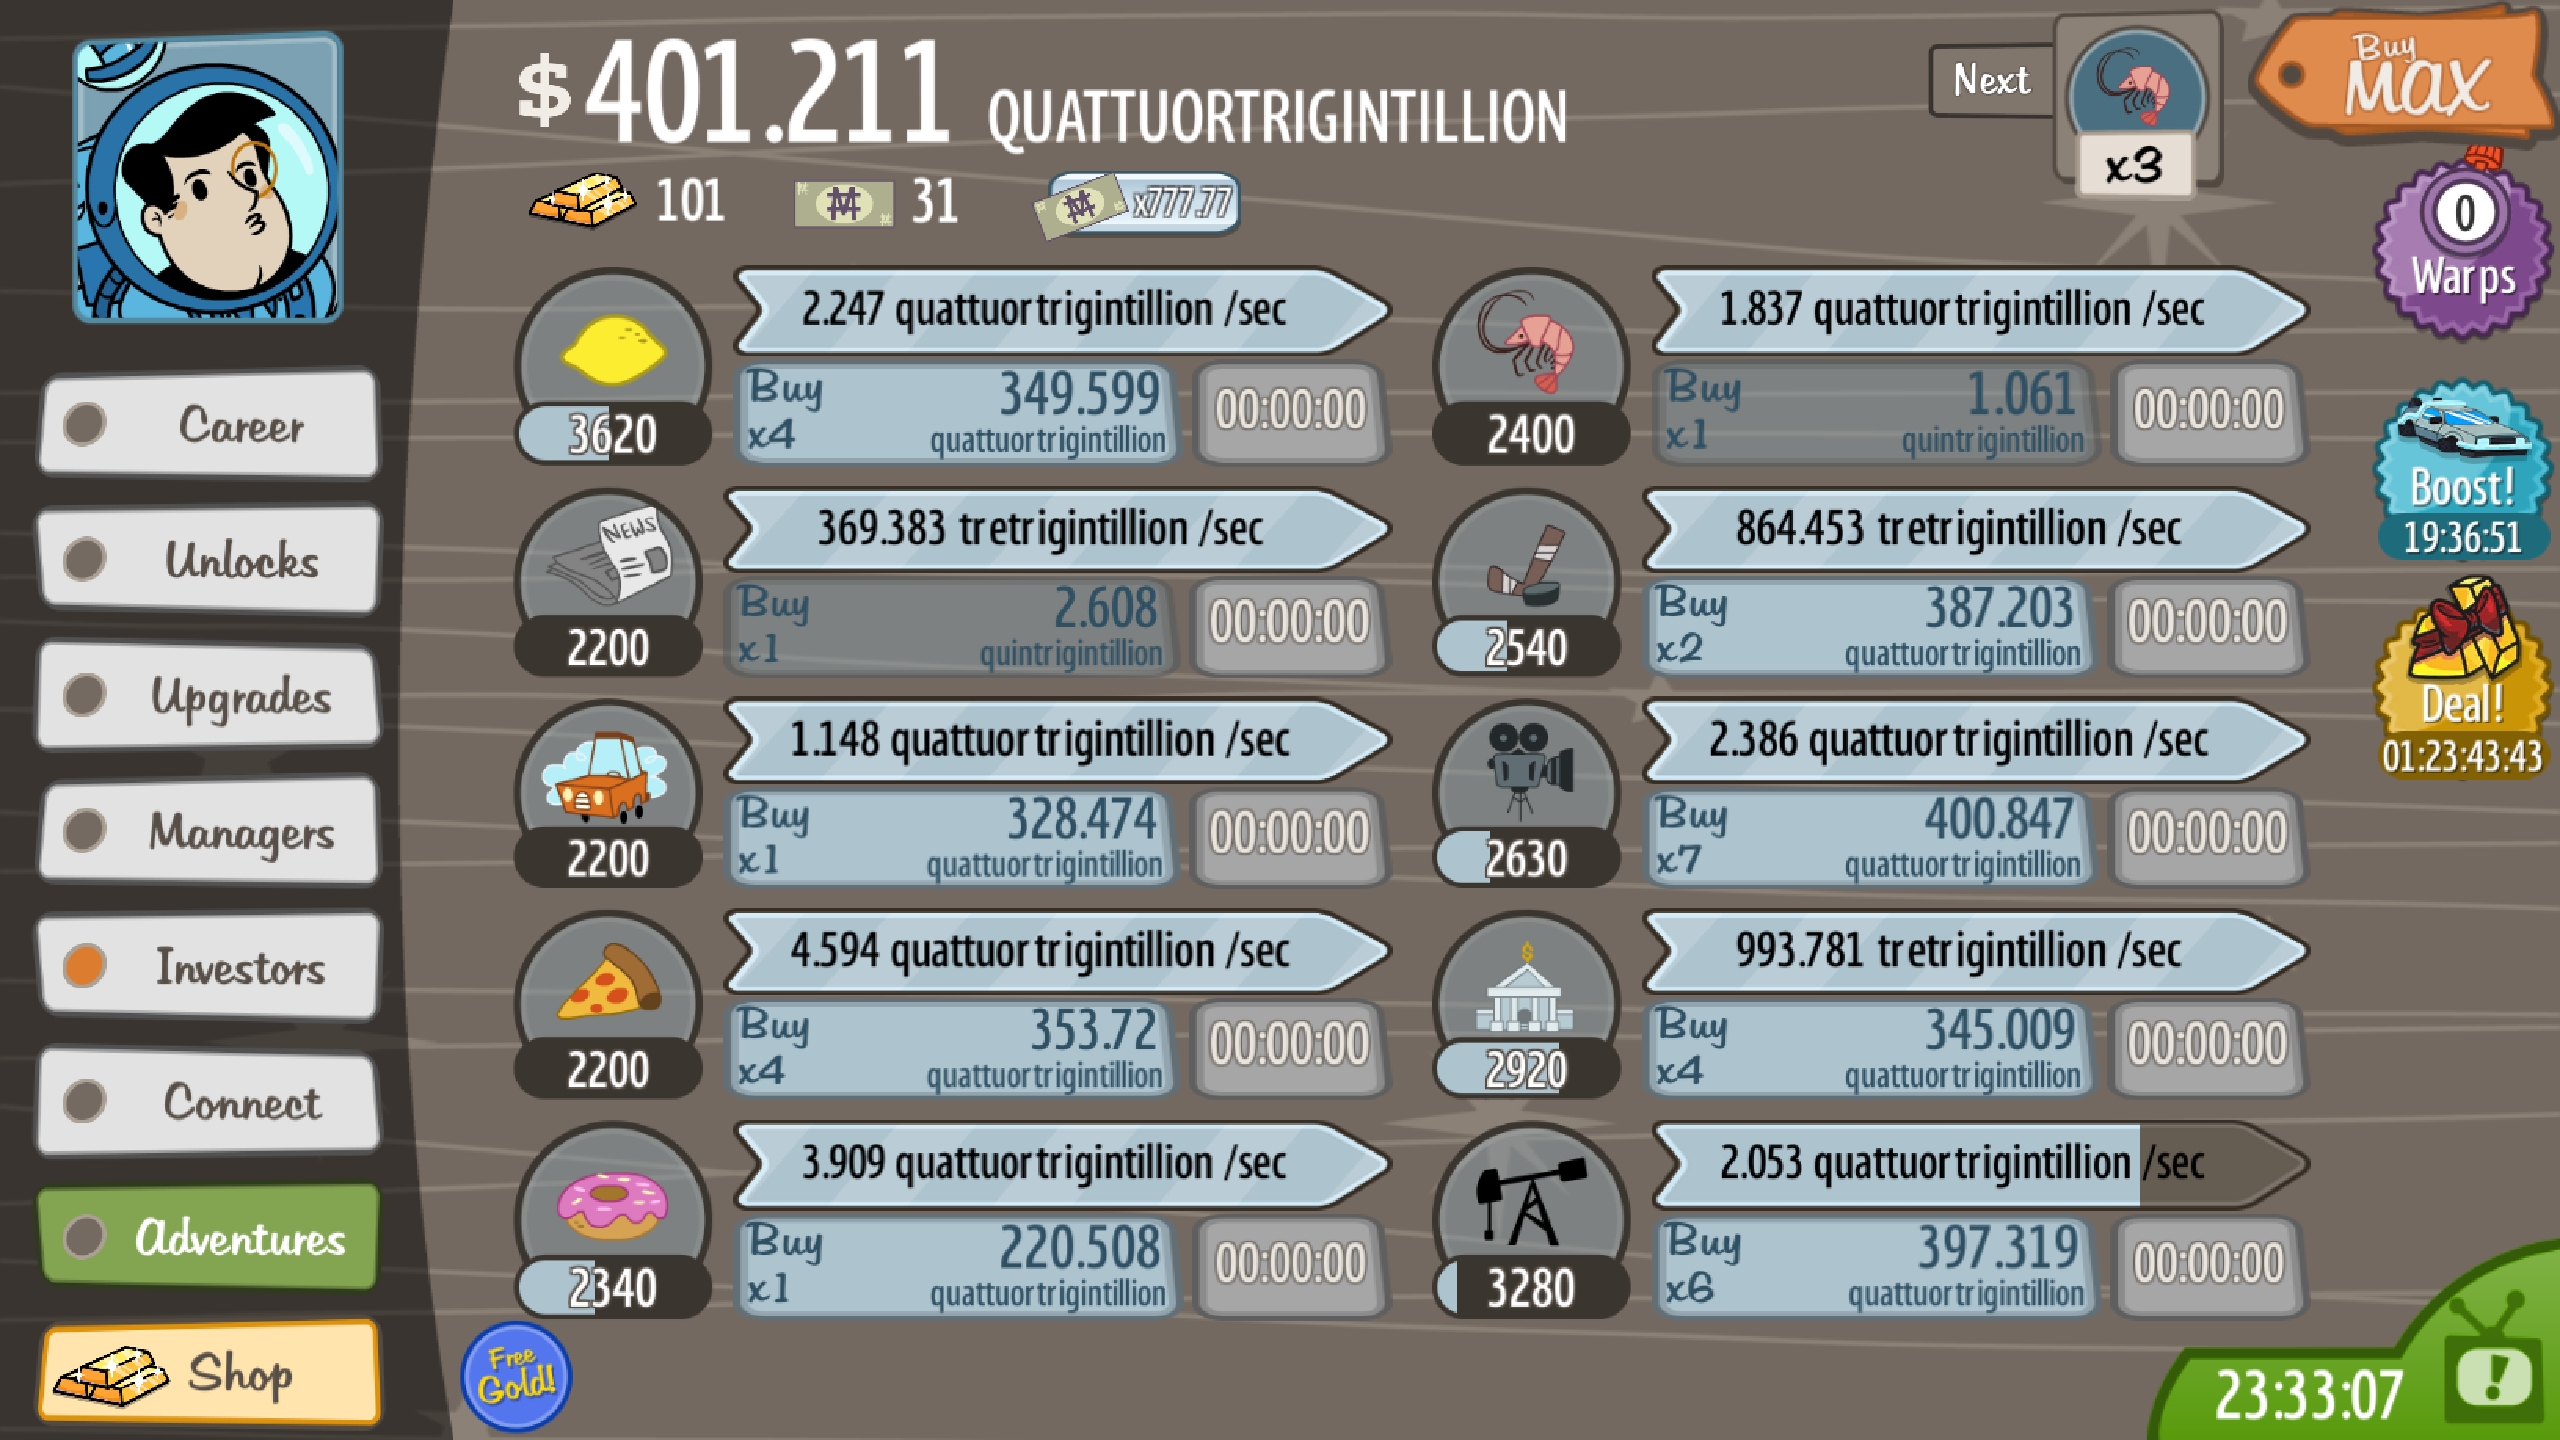 $401.211 QUATTUORTRIGINTILLION
Next
x3
Buy
MAX
101
31
x777.77
0
Warps
Boost!
19:36:51
Deal!
01:23:43:43
Career
Unlocks
Upgrades
Managers
Investors
Connect
Adventures
Shop
2.247 quattuortrigintillion /sec
3620
Buy 349.599
x4 quattuortrigintillion
00:00:00
1.837 quattuortrigintillion /sec
2400
Buy 1.061
x1 quintrigintillion
00:00:00
NEWS
369.383 tretrigintillion /sec
2200
Buy 2.608
x1 quintrigintillion
00:00:00
864.453 tretrigintillion /sec
2540
Buy 387.203
x2 quattuortrigintillion
00:00:00
1.148 quattuortrigintillion /sec
2200
Buy 328.474
x1 quattuortrigintillion
00:00:00
2.386 quattuortrigintillion /sec
2630
Buy 400.847
x7 quattuortrigintillion
00:00:00
4.594 quattuortrigintillion /sec
2200
Buy 353.72
x4 quattuortrigintillion
00:00:00
$
993.781 tretrigintillion /sec
2920
Buy 345.009
x4 quattuortrigintillion
00:00:00
3.909 quattuortrigintillion /sec
2340
Buy 220.508
x1 quattuortrigintillion
00:00:00
2.053 quattuortrigintillion /sec
3280
Buy 397.319
x6 quattuortrigintillion
00:00:00
Free
Gold!
23:33:07
!